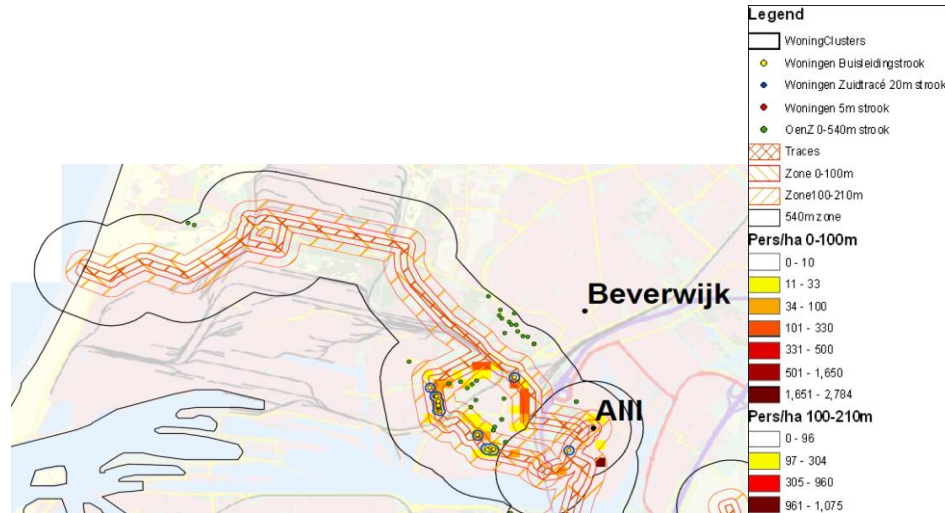 Legend
WoningClusters
Woningen Buisleidingstrook
Woningen Zuidtracé 20m strook
Woningen 5m strook
OenZ 0-540m strook
Traces
Zone 0-100m
Zone100-210m
540m zone
Pers/ha 0-100m
0 - 10
11 - 33
34 - 100
101 - 330
331 - 500
501 - 1,650
1,651 - 2,784
Pers/ha 100-210m
0 - 96
97 - 304
305 - 960
961 - 1,075
Beverwijk
AIII